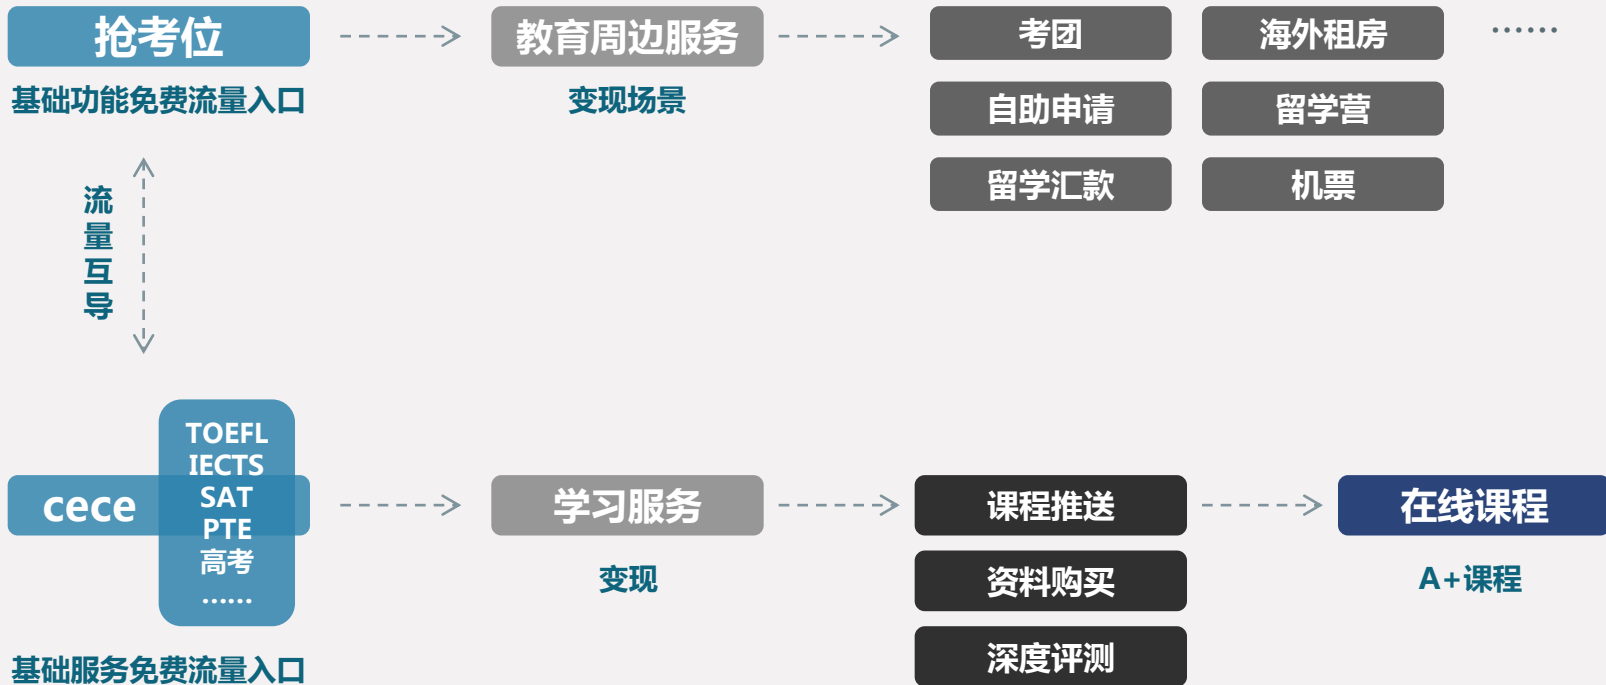 抢考位
教育周边服务
考团
海外租房
……
基础功能免费流量入口
变现场景
自助申请
留学营
留学汇款
机票
流量互导
TOEFL
IECTS
SAT
PTE
高考
……
cece
学习服务
课程推送
在线课程
变现
资料购买
A+课程
深度评测
基础服务免费流量入口